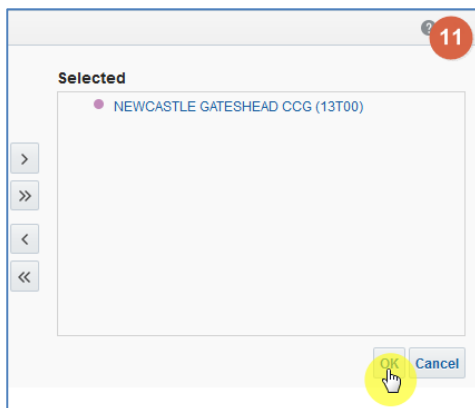 ?
11
Selected
NEWCASTLE GATESHEAD CCG (13T00)
OK Cancel